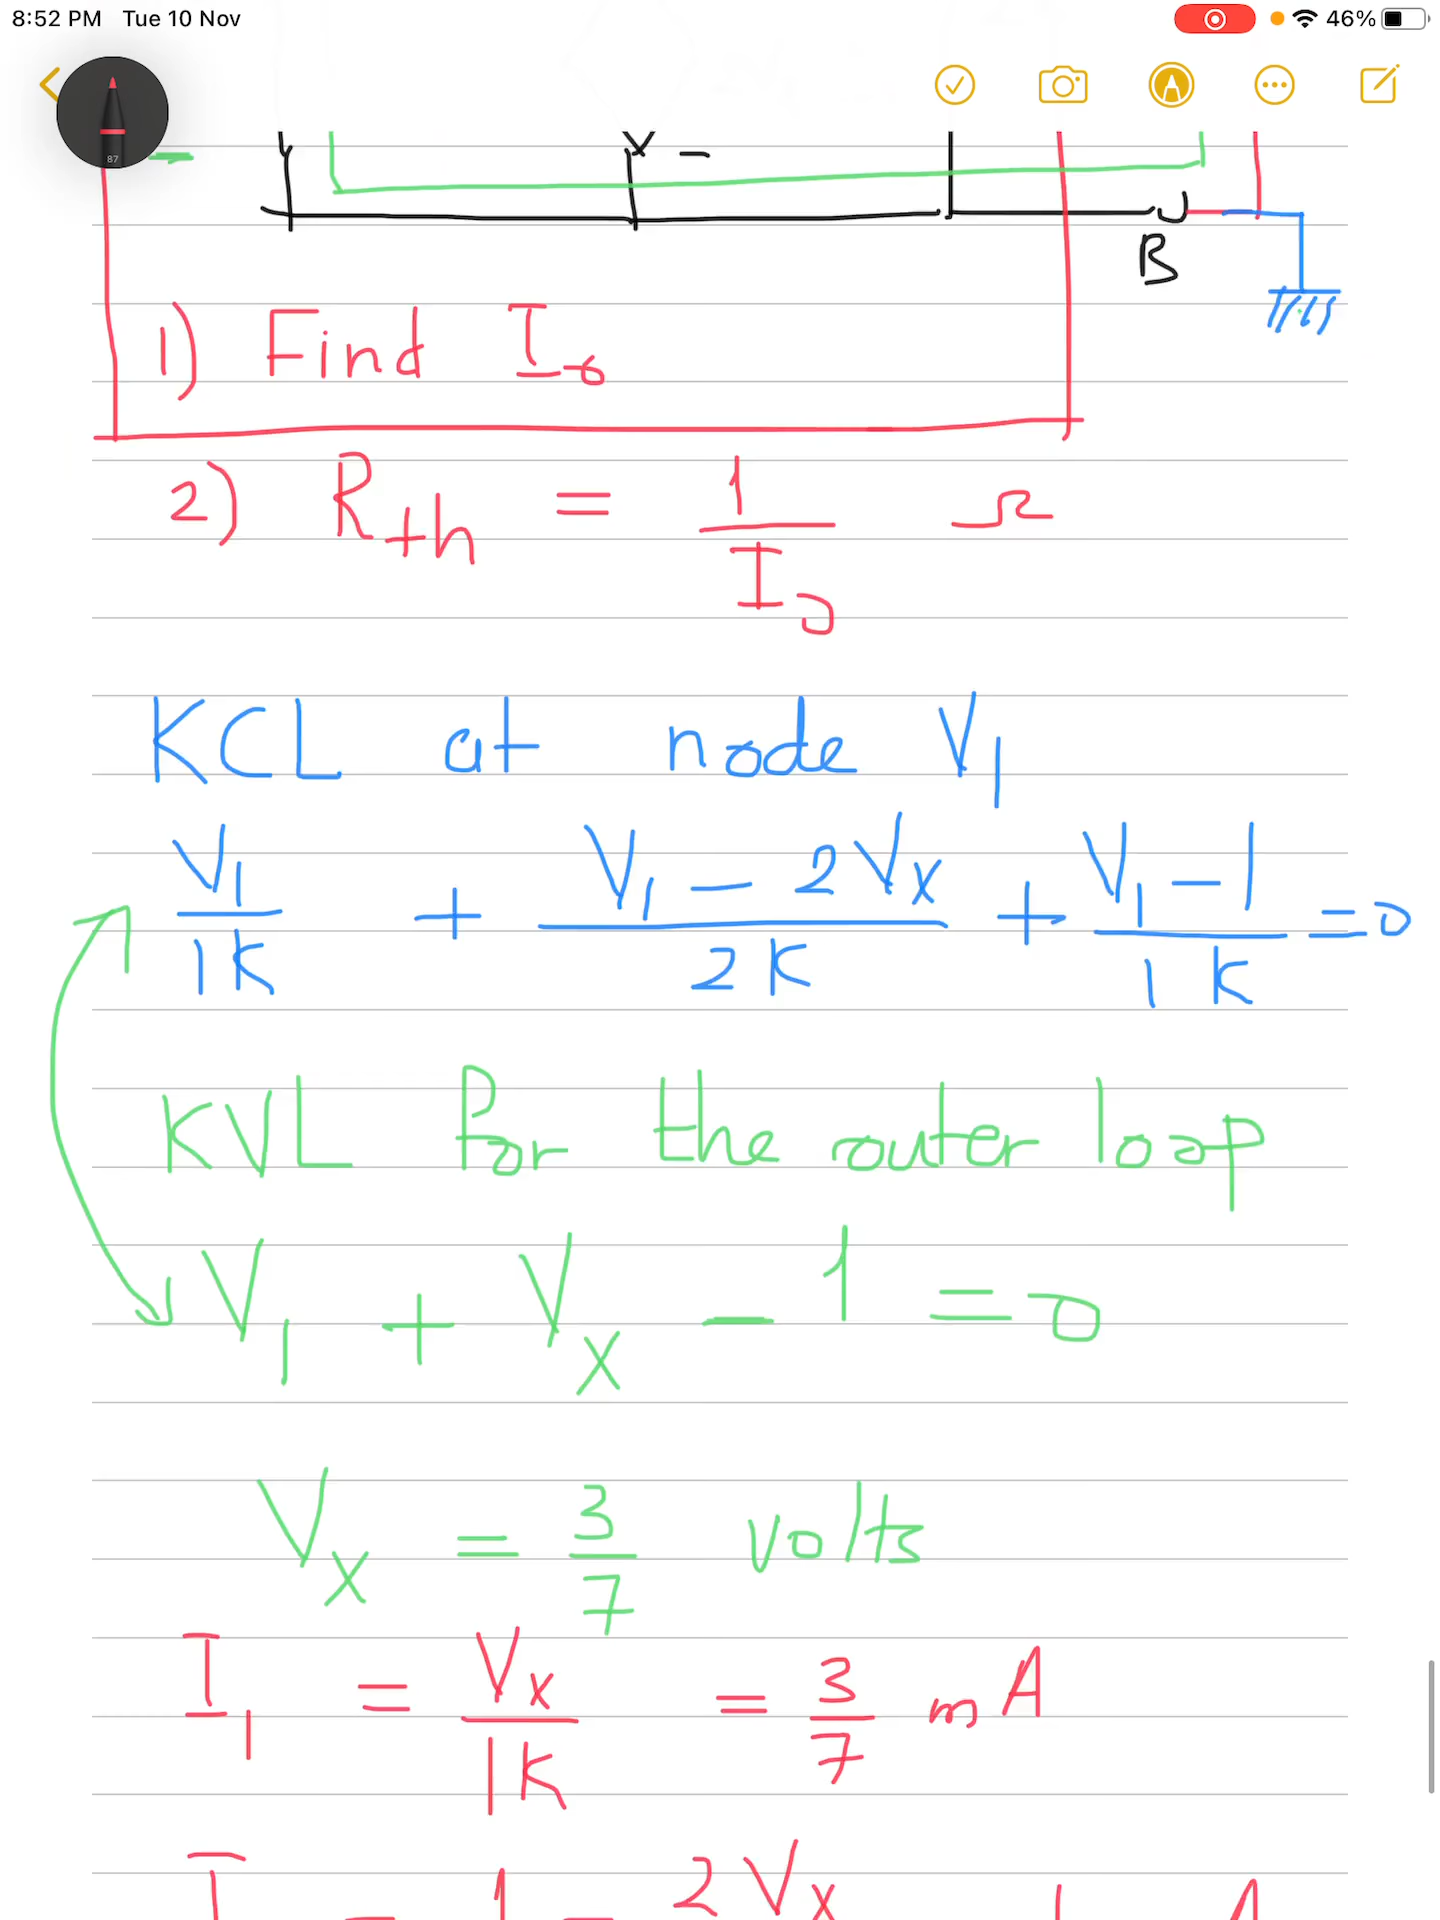 8:52 PM Tue 10 Nov 46%
87
B
1) Find I₀
2) Rth = 1/I₀ Ω
KCL at node V₁
V₁/1K + (V₁ - 2Vx)/2K + (V₁ - 1)/1K = 0
KVL for the outer loop
V₁ + Vx - 1 = 0
Vx = 3/7 volts
I₁ = Vx/1K = 3/7 mA